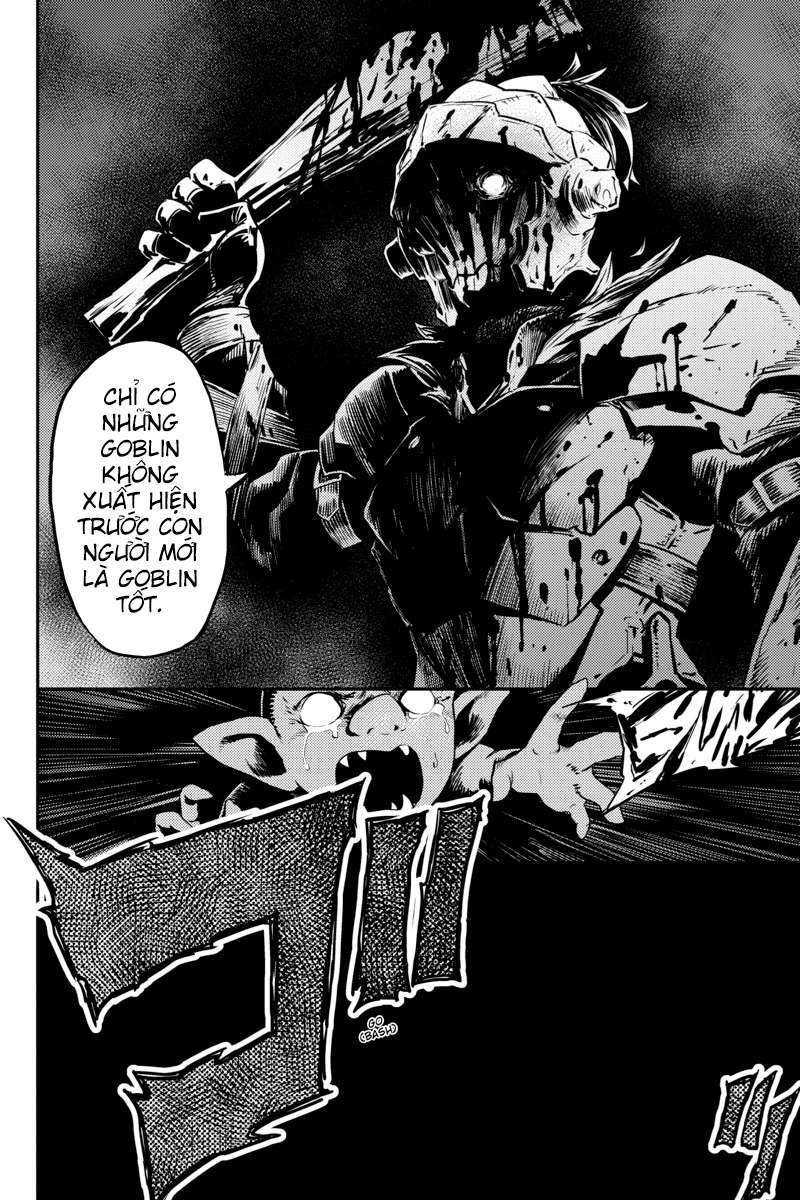 CHỈ CÓ
NHỮNG
GOBLIN
KHÔNG
XUẤT HIỆN
TRƯỚC CON
NGƯỜI MỚI
LÀ GOBLIN
TỐT.
ゴ
GO
(BASH)
ッ